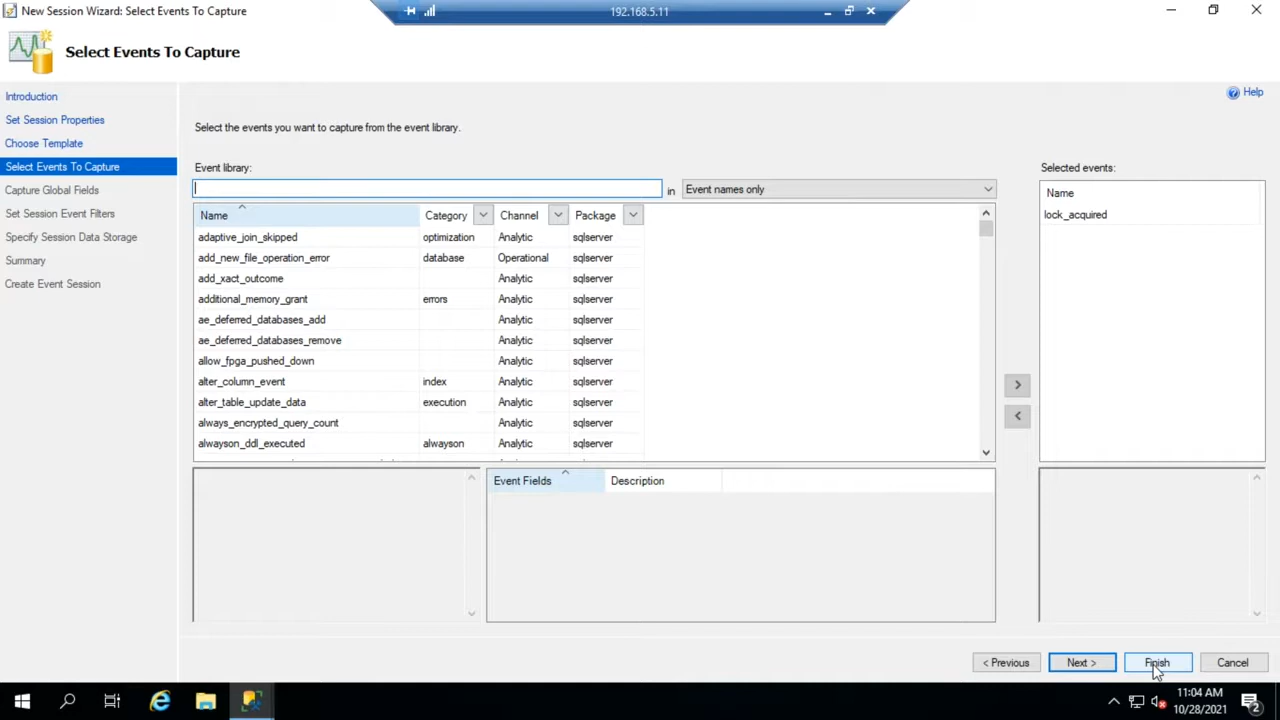 New Session Wizard: Select Events To Capture
192.168.5.11
Select Events To Capture
Introduction
Set Session Properties
Choose Template
Select Events To Capture
Capture Global Fields
Set Session Event Filters
Specify Session Data Storage
Summary
Create Event Session
Help
Select the events you want to capture from the event library.
Event library:
in
Event names only
Name Category Channel Package
adaptive_join_skipped optimization Analytic sqlserver
add_new_file_operation_error database Operational sqlserver
add_xact_outcome Analytic sqlserver
additional_memory_grant errors Analytic sqlserver
ae_deferred_databases_add Analytic sqlserver
ae_deferred_databases_remove Analytic sqlserver
allow_fpga_pushed_down Analytic sqlserver
alter_column_event index Analytic sqlserver
alter_table_update_data execution Analytic sqlserver
always_encrypted_query_count Analytic sqlserver
alwayson_ddl_executed alwayson Analytic sqlserver
Selected events:
Name
lock_acquired
>
<
Event Fields Description
< Previous Next > Finish Cancel
11:04 AM
10/28/2021
2